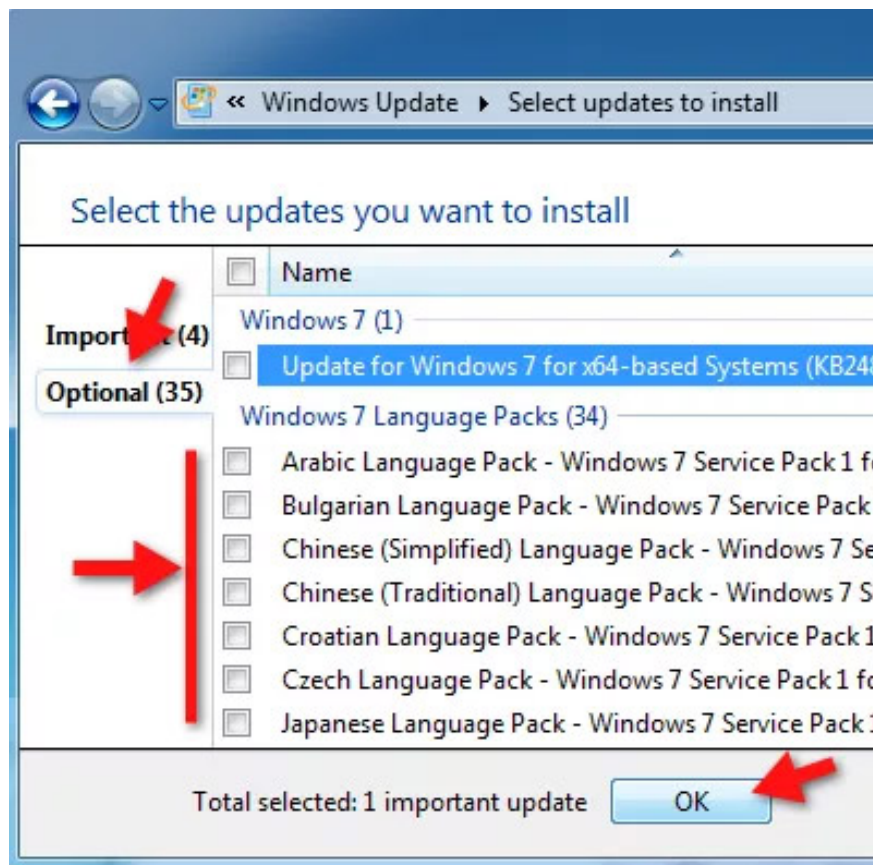 « Windows Update ▸ Select updates to install
Select the updates you want to install
Name
Important (4)
Optional (35)
Windows 7 (1)
Update for Windows 7 for x64-based Systems (KB248
Windows 7 Language Packs (34)
Arabic Language Pack - Windows 7 Service Pack 1 f
Bulgarian Language Pack - Windows 7 Service Pack
Chinese (Simplified) Language Pack - Windows 7 Se
Chinese (Traditional) Language Pack - Windows 7 S
Croatian Language Pack - Windows 7 Service Pack 1
Czech Language Pack - Windows 7 Service Pack 1 fo
Japanese Language Pack - Windows 7 Service Pack 1
Total selected: 1 important update
OK